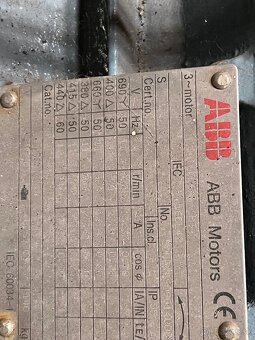 ABB ABB Motors CE
3~motor IEC
S No.
Cert.no. Ins.cl. IP
V Hz r/min A cos φ IA/IN tE/
690 Y 50
400 Δ 50
660 Y 50
380 Δ 50
415 Δ 50
440 Δ 60
Cat.no.
IEC 60034-
kg